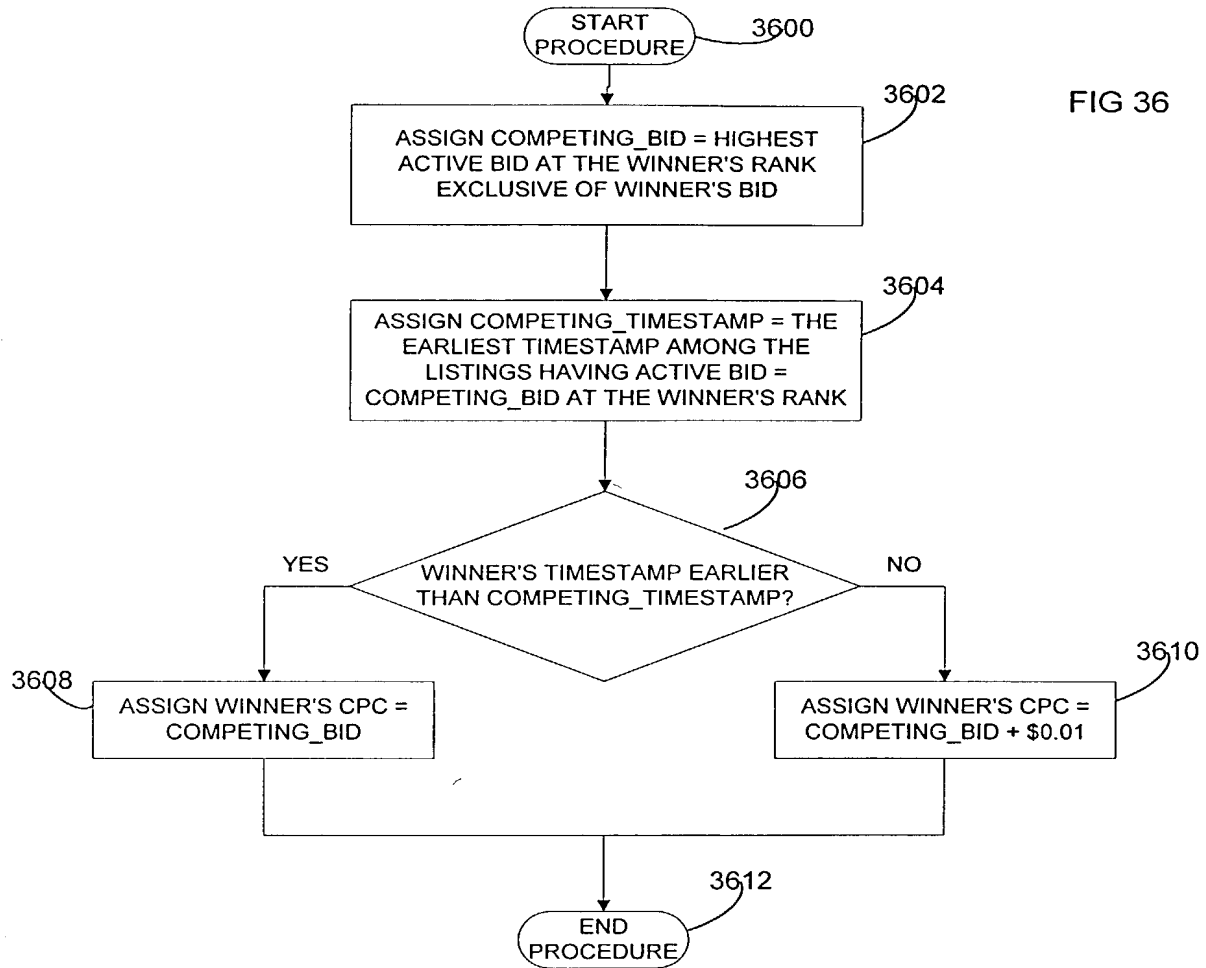 START
PROCEDURE
3600
FIG 36
3602
ASSIGN COMPETING_BID = HIGHEST
ACTIVE BID AT THE WINNER'S RANK
EXCLUSIVE OF WINNER'S BID
3604
ASSIGN COMPETING_TIMESTAMP = THE
EARLIEST TIMESTAMP AMONG THE
LISTINGS HAVING ACTIVE BID =
COMPETING_BID AT THE WINNER'S RANK
3606
YES
WINNER'S TIMESTAMP EARLIER
THAN COMPETING_TIMESTAMP?
NO
3608
ASSIGN WINNER'S CPC =
COMPETING_BID
3610
ASSIGN WINNER'S CPC =
COMPETING_BID + $0.01
3612
END
PROCEDURE